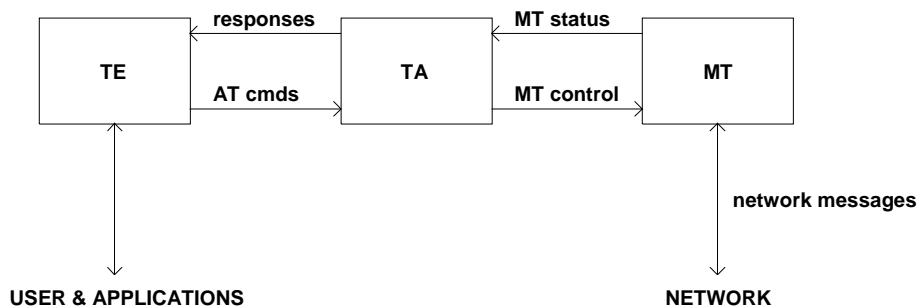 responses
MT status
TE
TA
MT
AT cmds
MT control
network messages
USER & APPLICATIONS
NETWORK